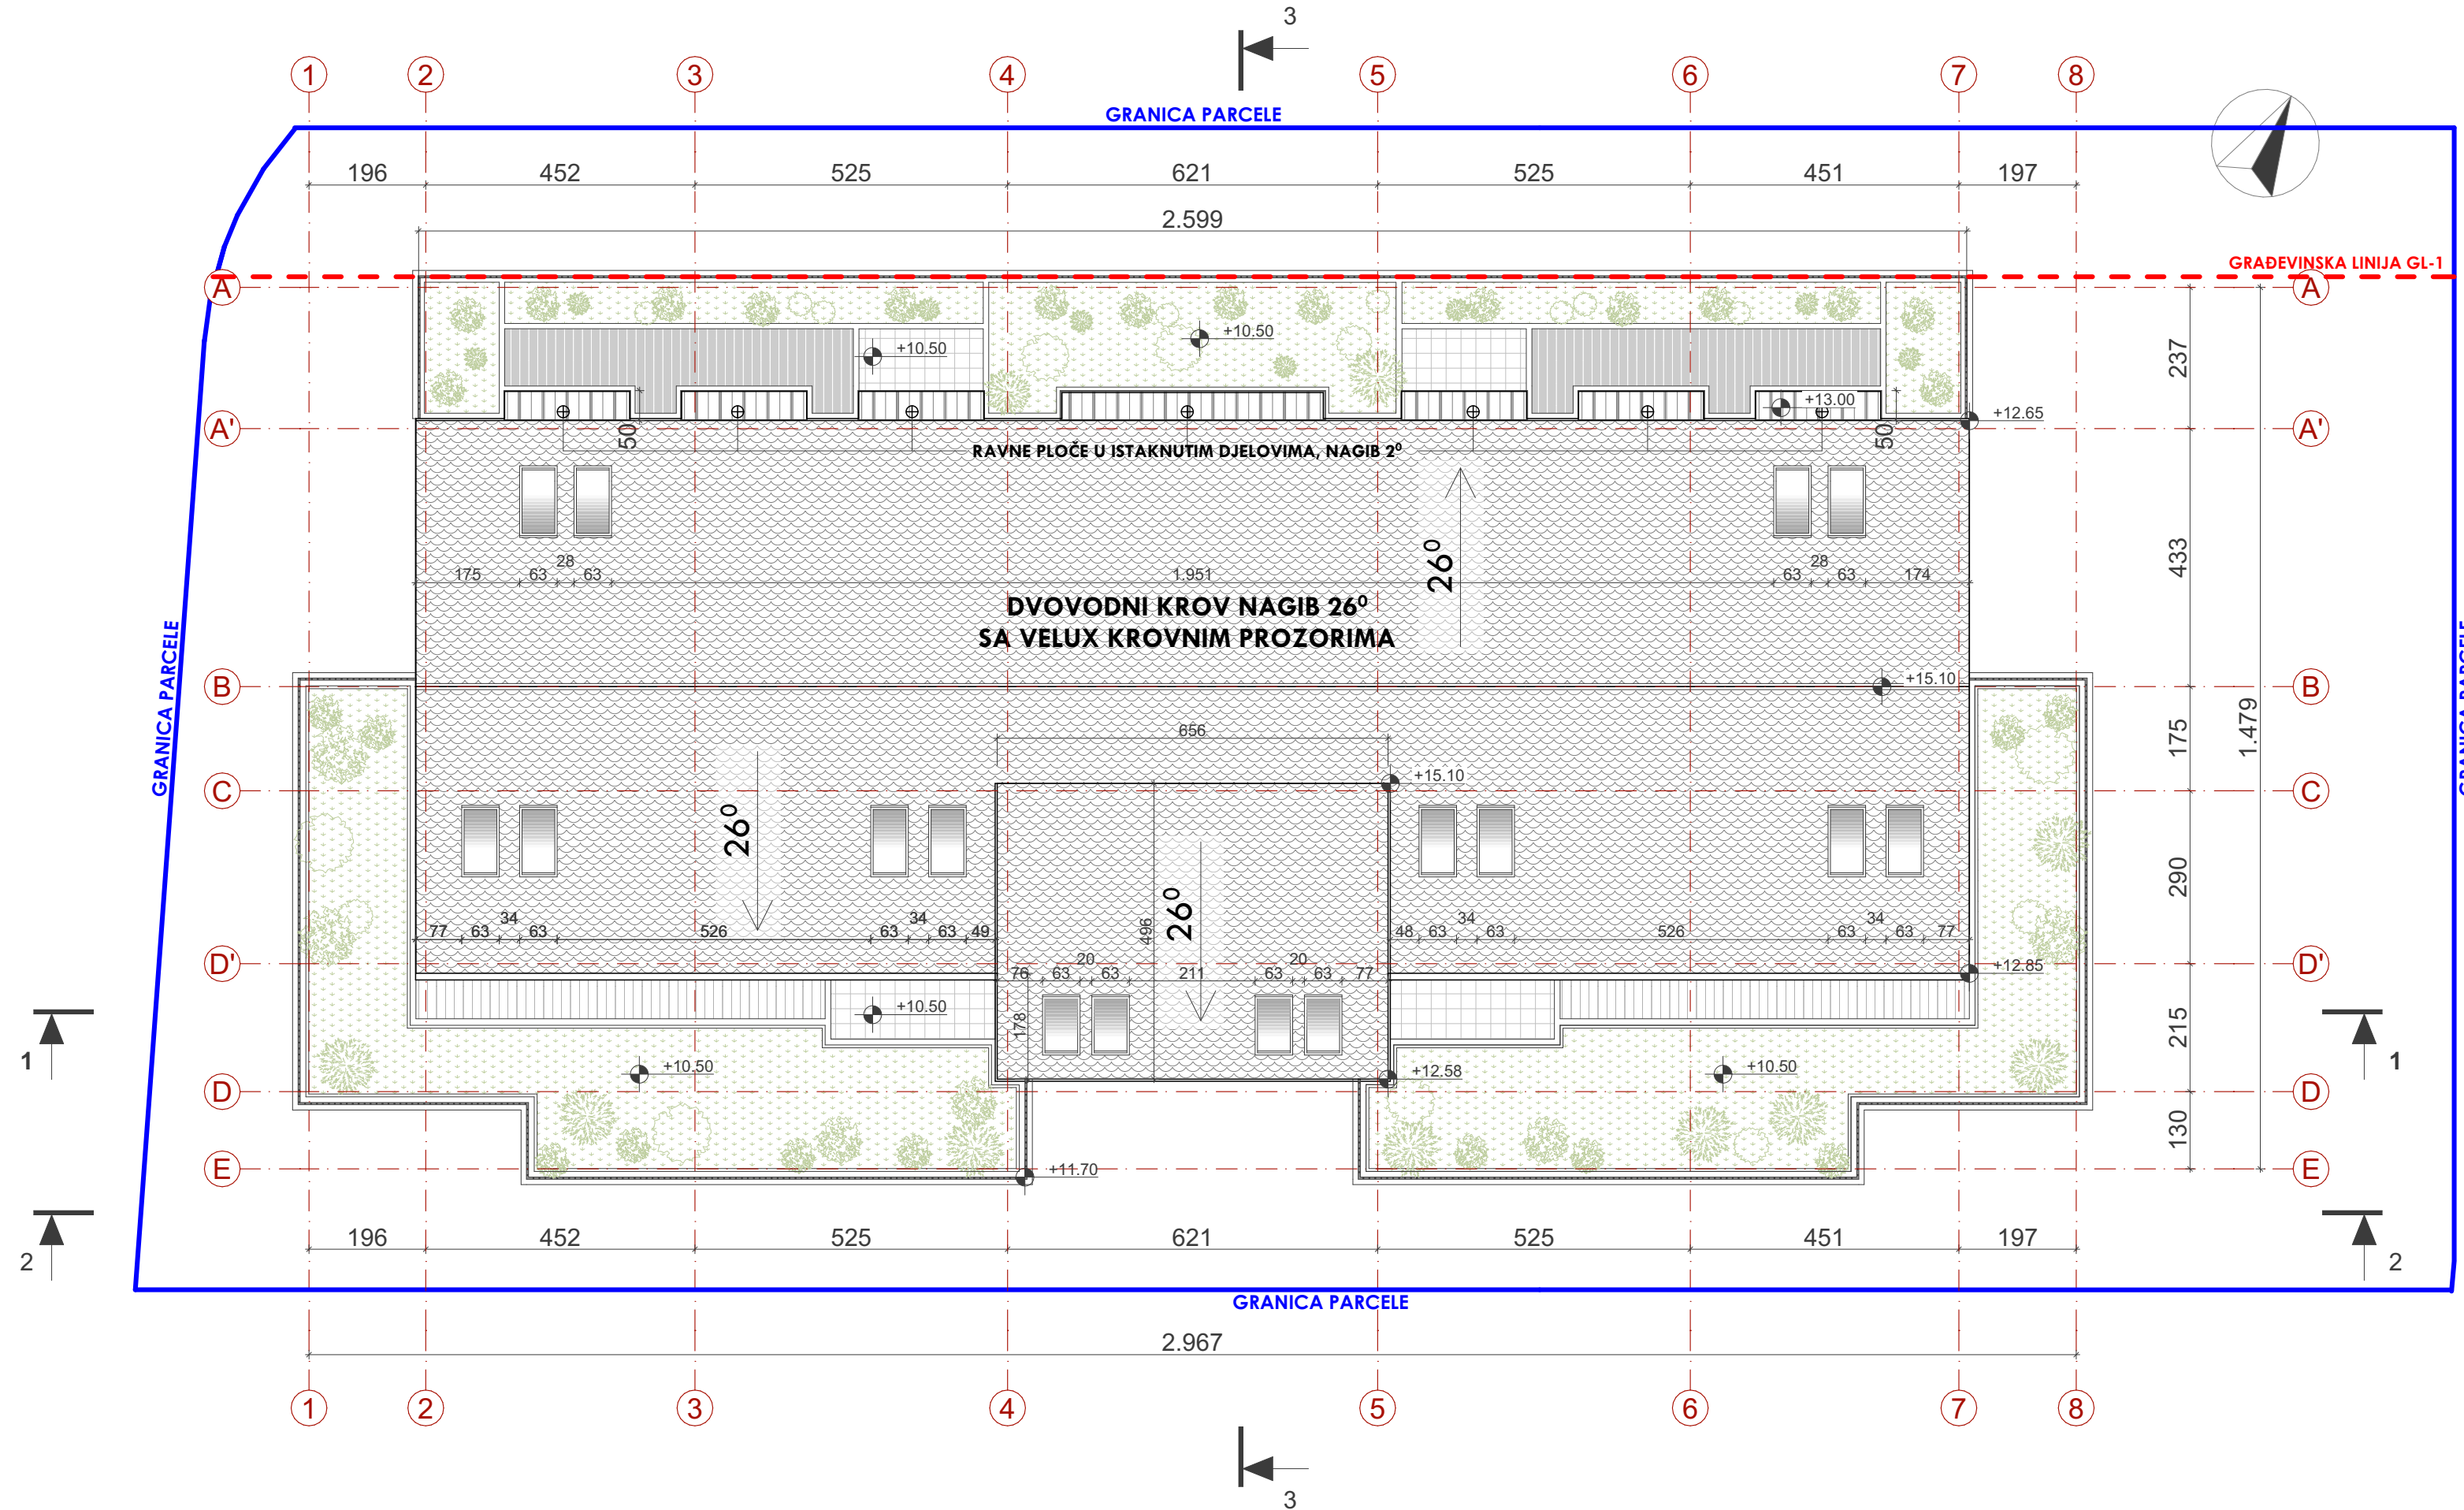 3
1 2 3 4 5 6 7 8
GRANICA PARCELE
196 452 525 621 525 451 197
2.599
GRAĐEVINSKA LINIJA GL-1
A A
+10.50
+10.50
237
+13.00
+12.65
A' A'
50 50
RAVNE PLOČE U ISTAKNUTIM DJELOVIMA, NAGIB 2⁰
28 28
175 63 63 1.951 63 63 174
26⁰
433
DVOVODNI KROV NAGIB 26⁰
SA VELUX KROVNIM PROZORIMA
GRANICA PARCELE
GRANICA PARCELE
B B
+15.10
656
175
1.479
+15.10
C C
26⁰
26⁰
290
34 34 34 34
77 63 63 526 63 63 49 496 48 63 63 526 63 63 77
D' D'
20 20
76 63 63 211 63 63 77
+12.85
+10.50
178
215
1 1
+10.50
+12.58
+10.50
D D
130
E E
+11.70
196 452 525 621 525 451 197
2 2
GRANICA PARCELE
2.967
1 2 3 4 5 6 7 8
3